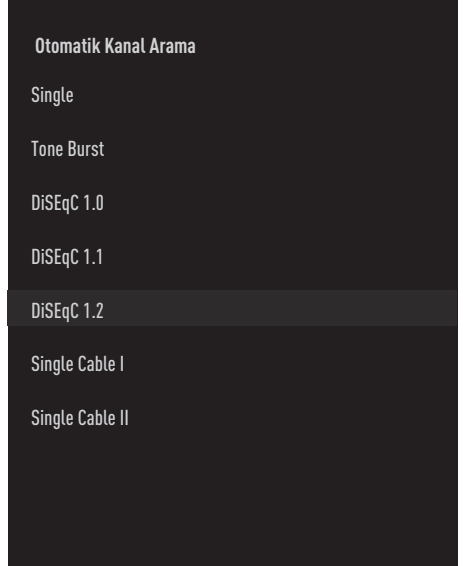 Otomatik Kanal Arama
Single
Tone Burst
DiSEqC 1.0
DiSEqC 1.1
DiSEqC 1.2
Single Cable I
Single Cable II